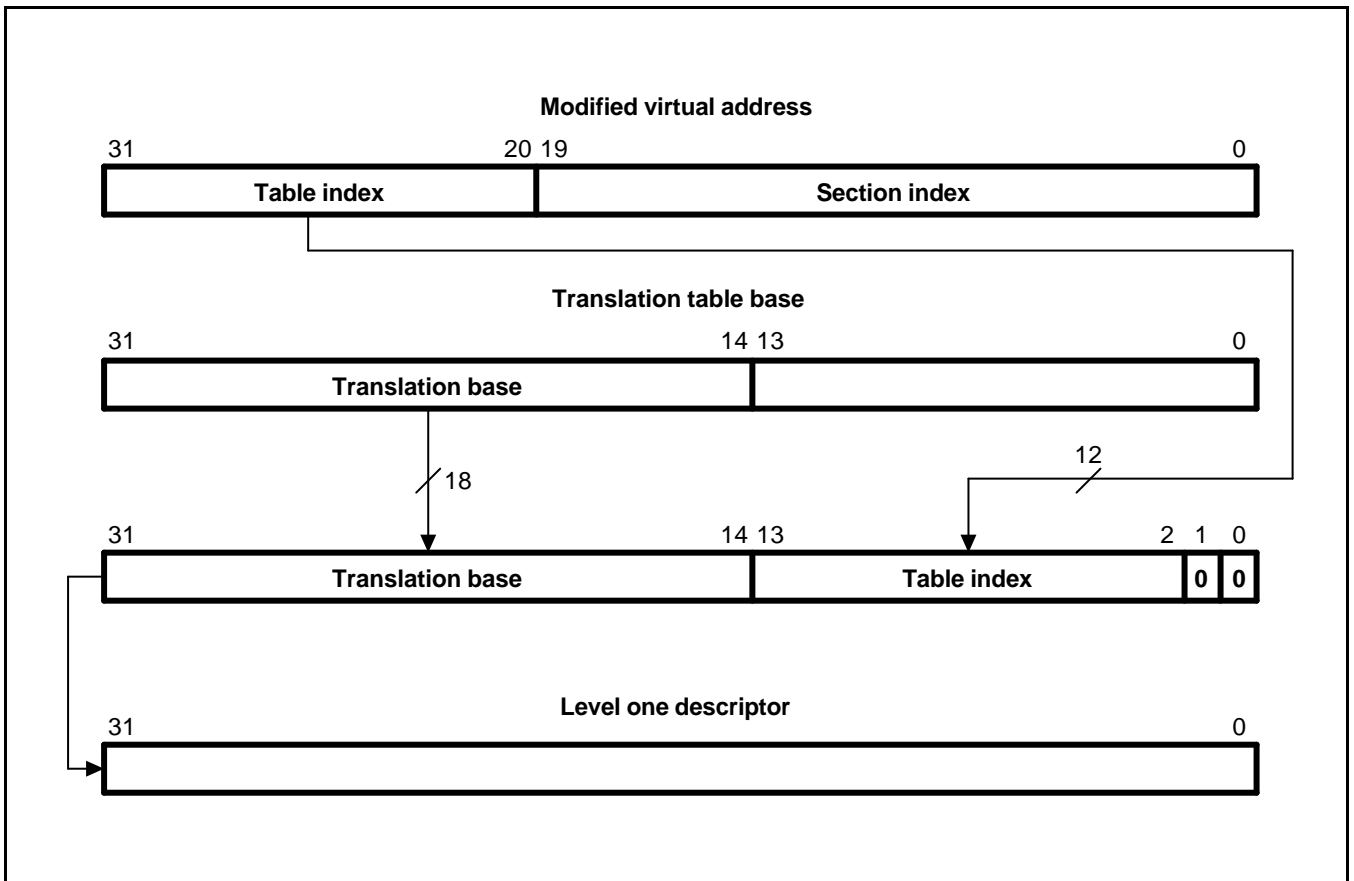 Modified virtual address
31 20 19 0
Table index Section index
Translation table base
31 14 13 0
Translation base
18 12
31 14 13 2 1 0
Translation base Table index 0 0
Level one descriptor
31 0